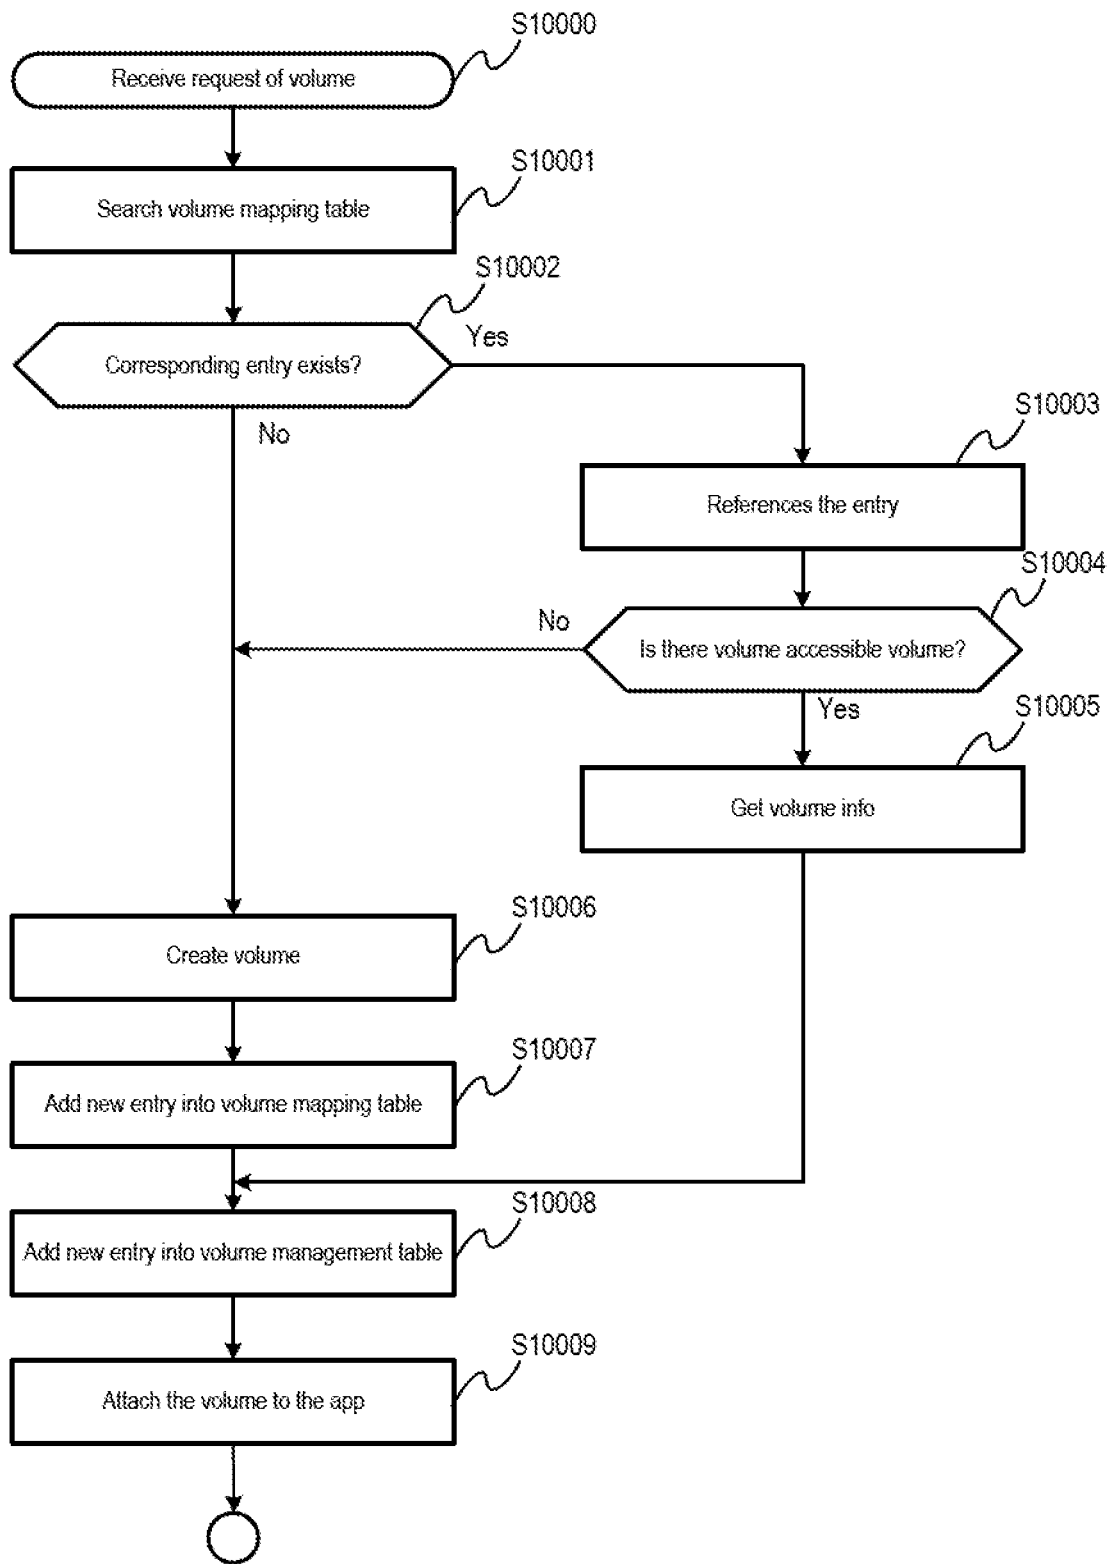 S10000
Receive request of volume
S10001
Search volume mapping table
S10002
Corresponding entry exists?
Yes
No
S10003
References the entry
S10004
Is there volume accessible volume?
No
Yes
S10005
Get volume info
S10006
Create volume
S10007
Add new entry into volume mapping table
S10008
Add new entry into volume management table
S10009
Attach the volume to the app